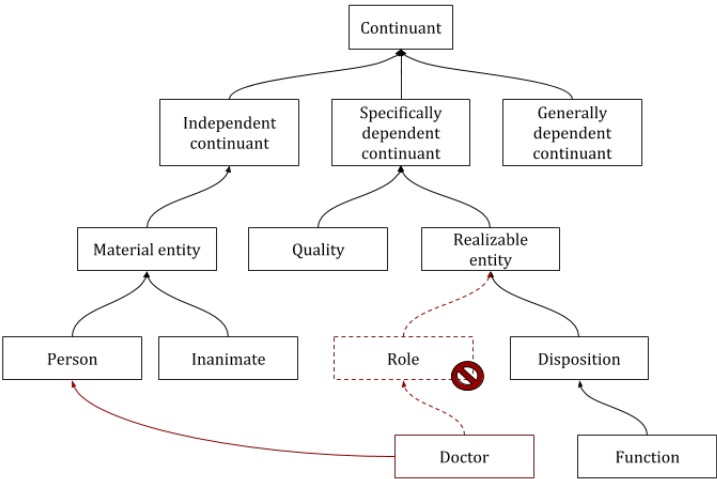 Continuant
Independent
continuant
Specifically
dependent
continuant
Generally
dependent
continuant
Material entity
Quality
Realizable
entity
Person
Inanimate
Role
Disposition
Doctor
Function